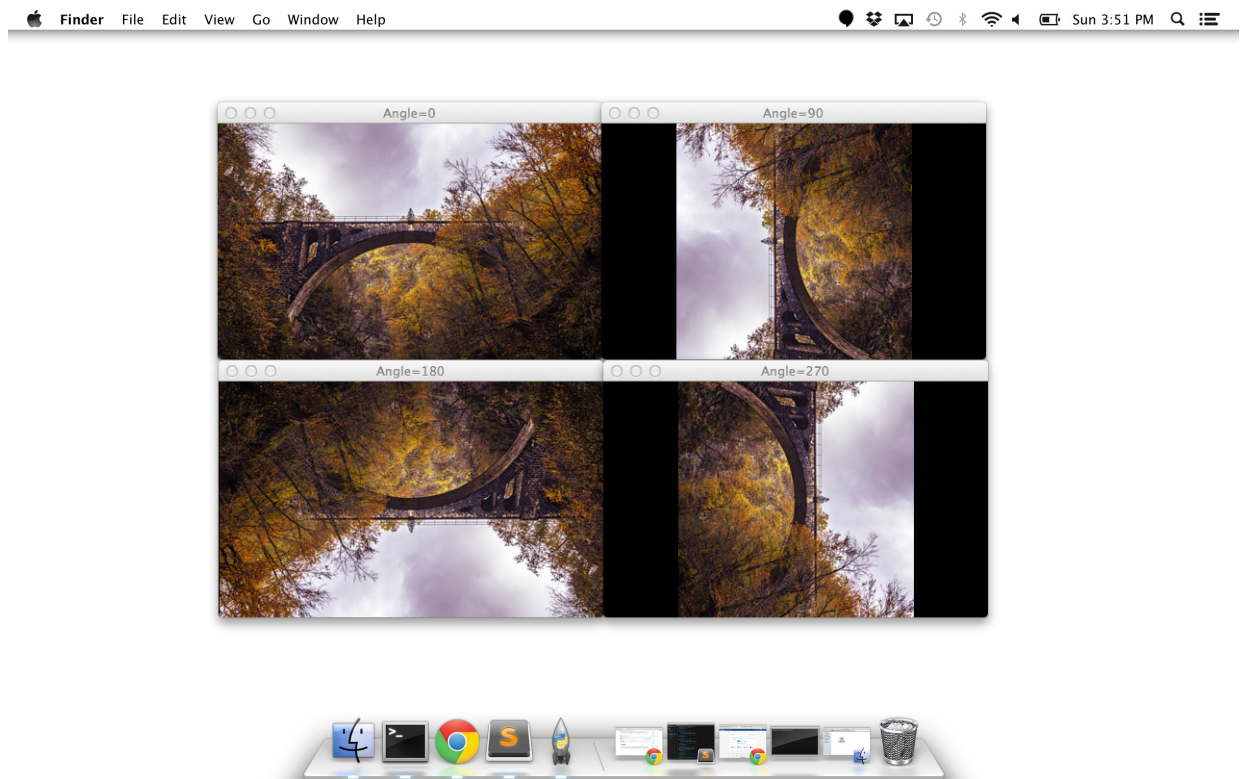 Finder File Edit View Go Window Help Sun 3:51 PM
Angle=0
Angle=90
Angle=180
Angle=270
>_
S